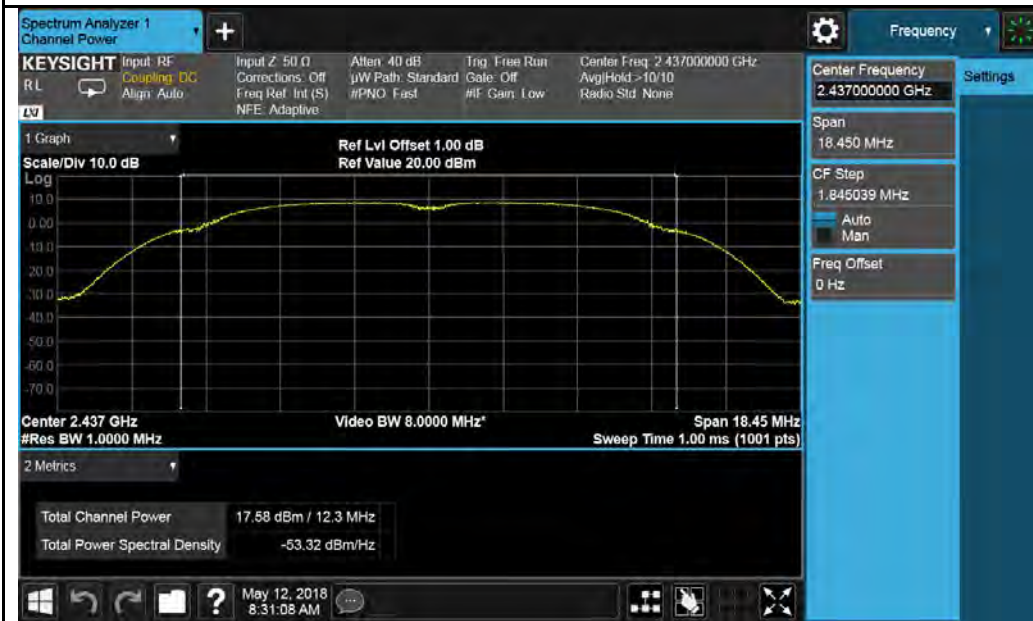 Spectrum Analyzer 1
Channel Power
+
Frequency
KEYSIGHT
RL
LXI
Input: RF
Coupling: DC
Align: Auto
Input Z: 50 Ω
Corrections: Off
Freq Ref: Int (S)
NFE: Adaptive
Atten: 40 dB
µW Path: Standard
#PNO: Fast
Trig: Free Run
Gate: Off
#IF Gain: Low
Center Freq: 2.437000000 GHz
Avg|Hold:>10/10
Radio Std: None
Center Frequency
2.437000000 GHz
Settings
Span
18.450 MHz
CF Step
1.845039 MHz
Auto
Man
Freq Offset
0 Hz
1 Graph
Scale/Div 10.0 dB
Ref Lvl Offset 1.00 dB
Ref Value 20.00 dBm
Log
10.0
0.00
-10.0
-20.0
-30.0
-40.0
-50.0
-60.0
-70.0
Center 2.437 GHz
#Res BW 1.0000 MHz
Video BW 8.0000 MHz*
Span 18.45 MHz
Sweep Time 1.00 ms (1001 pts)
2 Metrics
Total Channel Power 17.58 dBm / 12.3 MHz
Total Power Spectral Density -53.32 dBm/Hz
?
May 12, 2018
8:31:08 AM